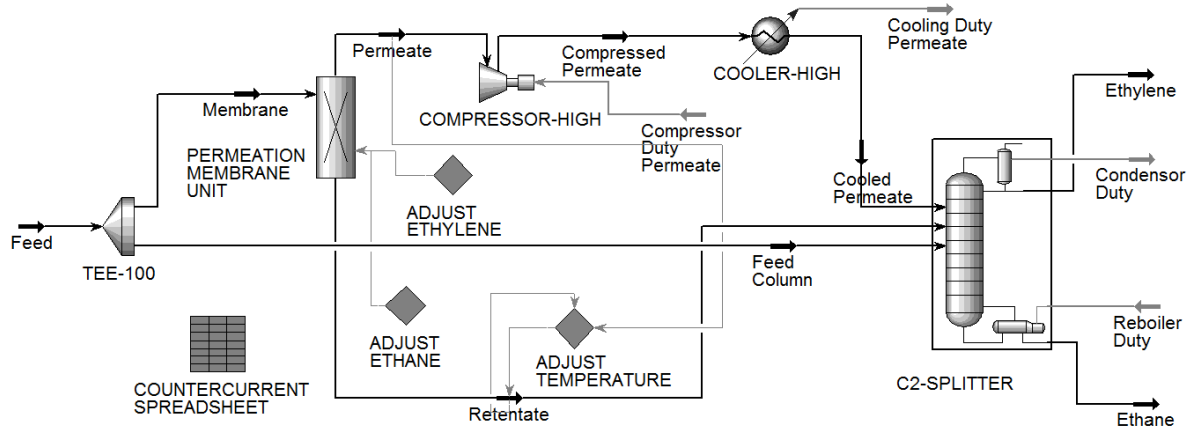 Permeate
Compressed
Permeate
COOLER-HIGH
Cooling Duty
Permeate
Membrane
COMPRESSOR-HIGH
Compressor
Duty
Permeate
Ethylene
PERMEATION
MEMBRANE
UNIT
ADJUST
ETHYLENE
Cooled
Permeate
Condensor
Duty
Feed
TEE-100
Feed
Column
ADJUST
ETHANE
ADJUST
TEMPERATURE
Reboiler
Duty
COUNTERCURRENT
SPREADSHEET
Retentate
C2-SPLITTER
Ethane